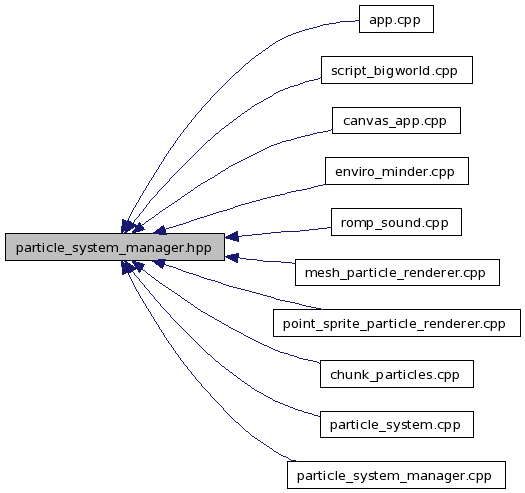 app.cpp
script_bigworld.cpp
canvas_app.cpp
enviro_minder.cpp
romp_sound.cpp
particle_system_manager.hpp
mesh_particle_renderer.cpp
point_sprite_particle_renderer.cpp
chunk_particles.cpp
particle_system.cpp
particle_system_manager.cpp